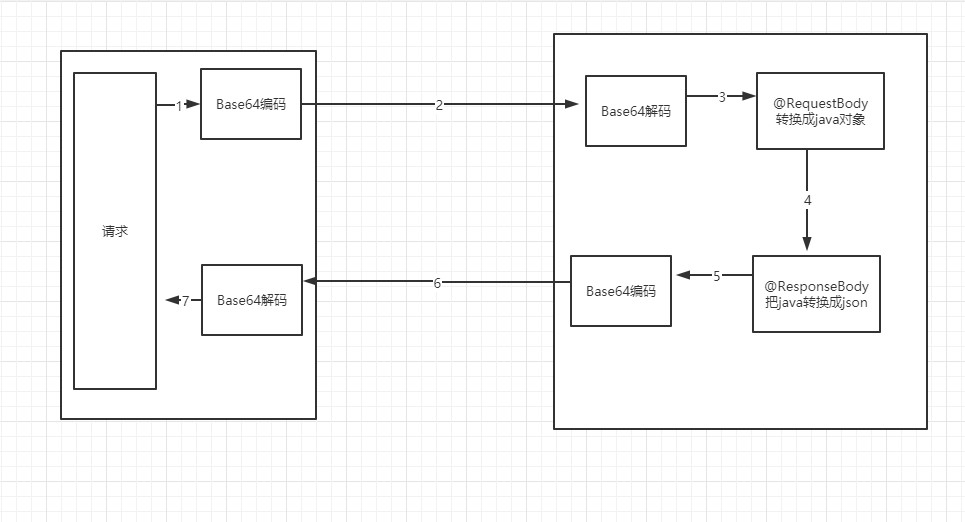 请求
1
Base64编码
2
Base64解码
3
@RequestBody
转换成java对象
4
@ResponseBody
把java转换成json
5
Base64编码
6
Base64解码
7